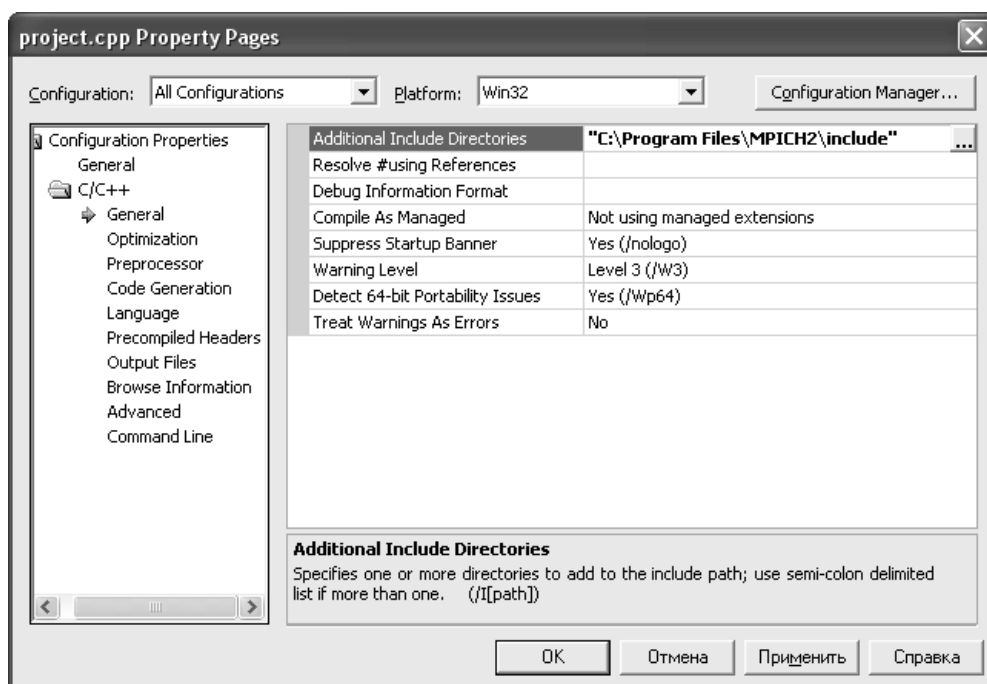 project.cpp Property Pages
Configuration: All Configurations Platform: Win32 Configuration Manager...
Configuration Properties
General
C/C++
General
Optimization
Preprocessor
Code Generation
Language
Precompiled Headers
Output Files
Browse Information
Advanced
Command Line
Additional Include Directories "C:\Program Files\MPICH2\include" ...
Resolve #using References
Debug Information Format
Compile As Managed Not using managed extensions
Suppress Startup Banner Yes (/nologo)
Warning Level Level 3 (/W3)
Detect 64-bit Portability Issues Yes (/Wp64)
Treat Warnings As Errors No
Additional Include Directories
Specifies one or more directories to add to the include path; use semi-colon delimited
list if more than one. (/I[path])
OK Отмена Применить Справка